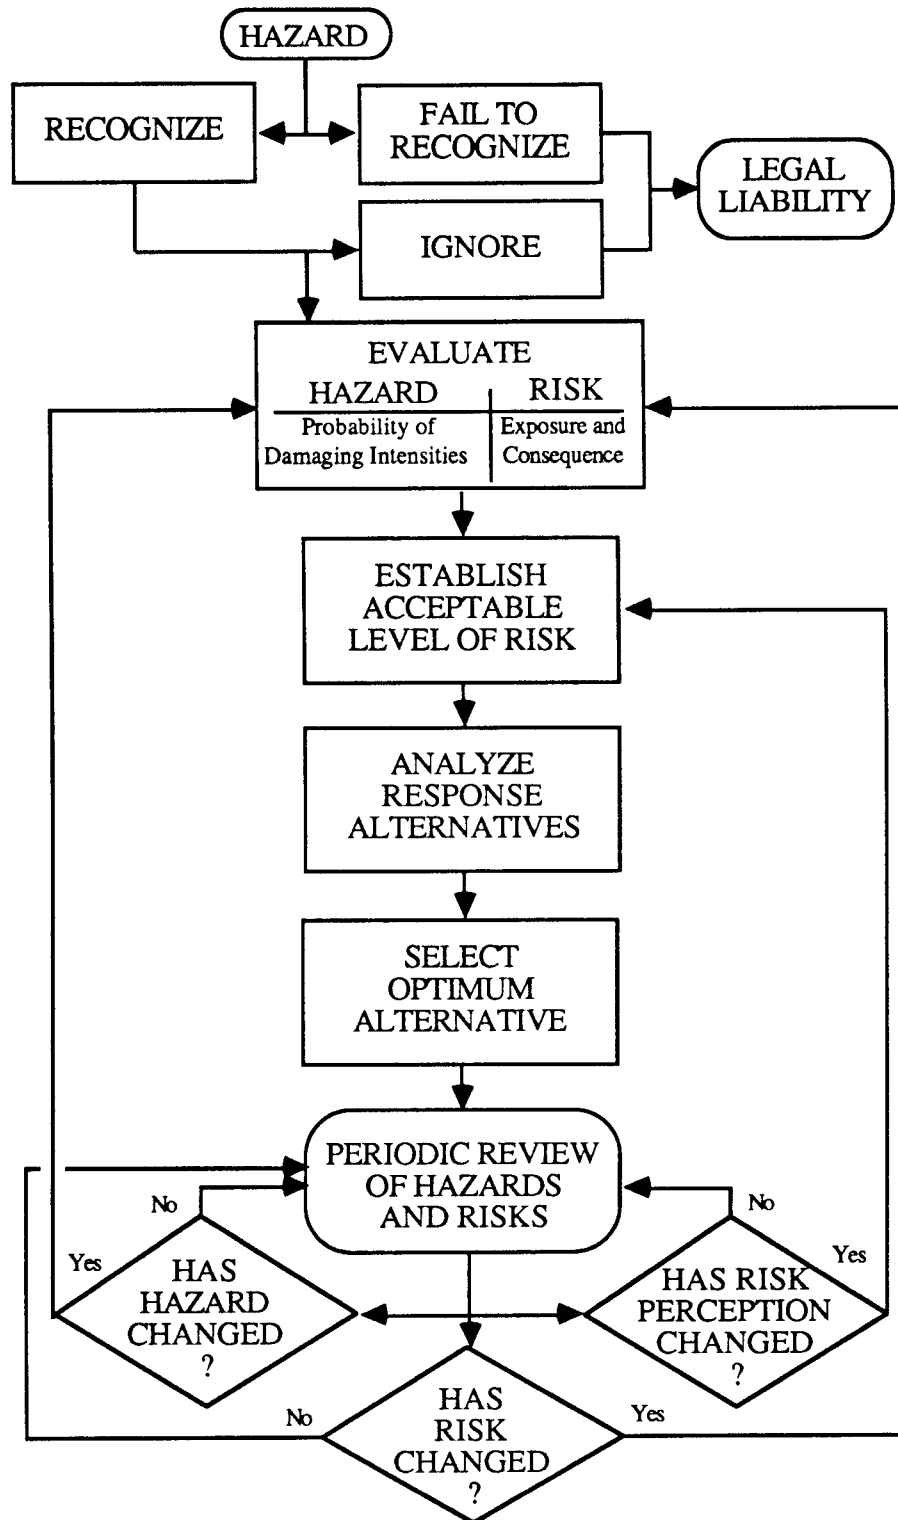 HAZARD
RECOGNIZE
FAIL TO
RECOGNIZE
LEGAL
LIABILITY
IGNORE
EVALUATE
HAZARD
RISK
Probability of
Damaging Intensities
Exposure and
Consequence
ESTABLISH
ACCEPTABLE
LEVEL OF RISK
ANALYZE
RESPONSE
ALTERNATIVES
SELECT
OPTIMUM
ALTERNATIVE
PERIODIC REVIEW
OF HAZARDS
AND RISKS
No
No
Yes
Yes
HAS
HAZARD
CHANGED
?
HAS RISK
PERCEPTION
CHANGED
?
No
Yes
HAS
RISK
CHANGED
?